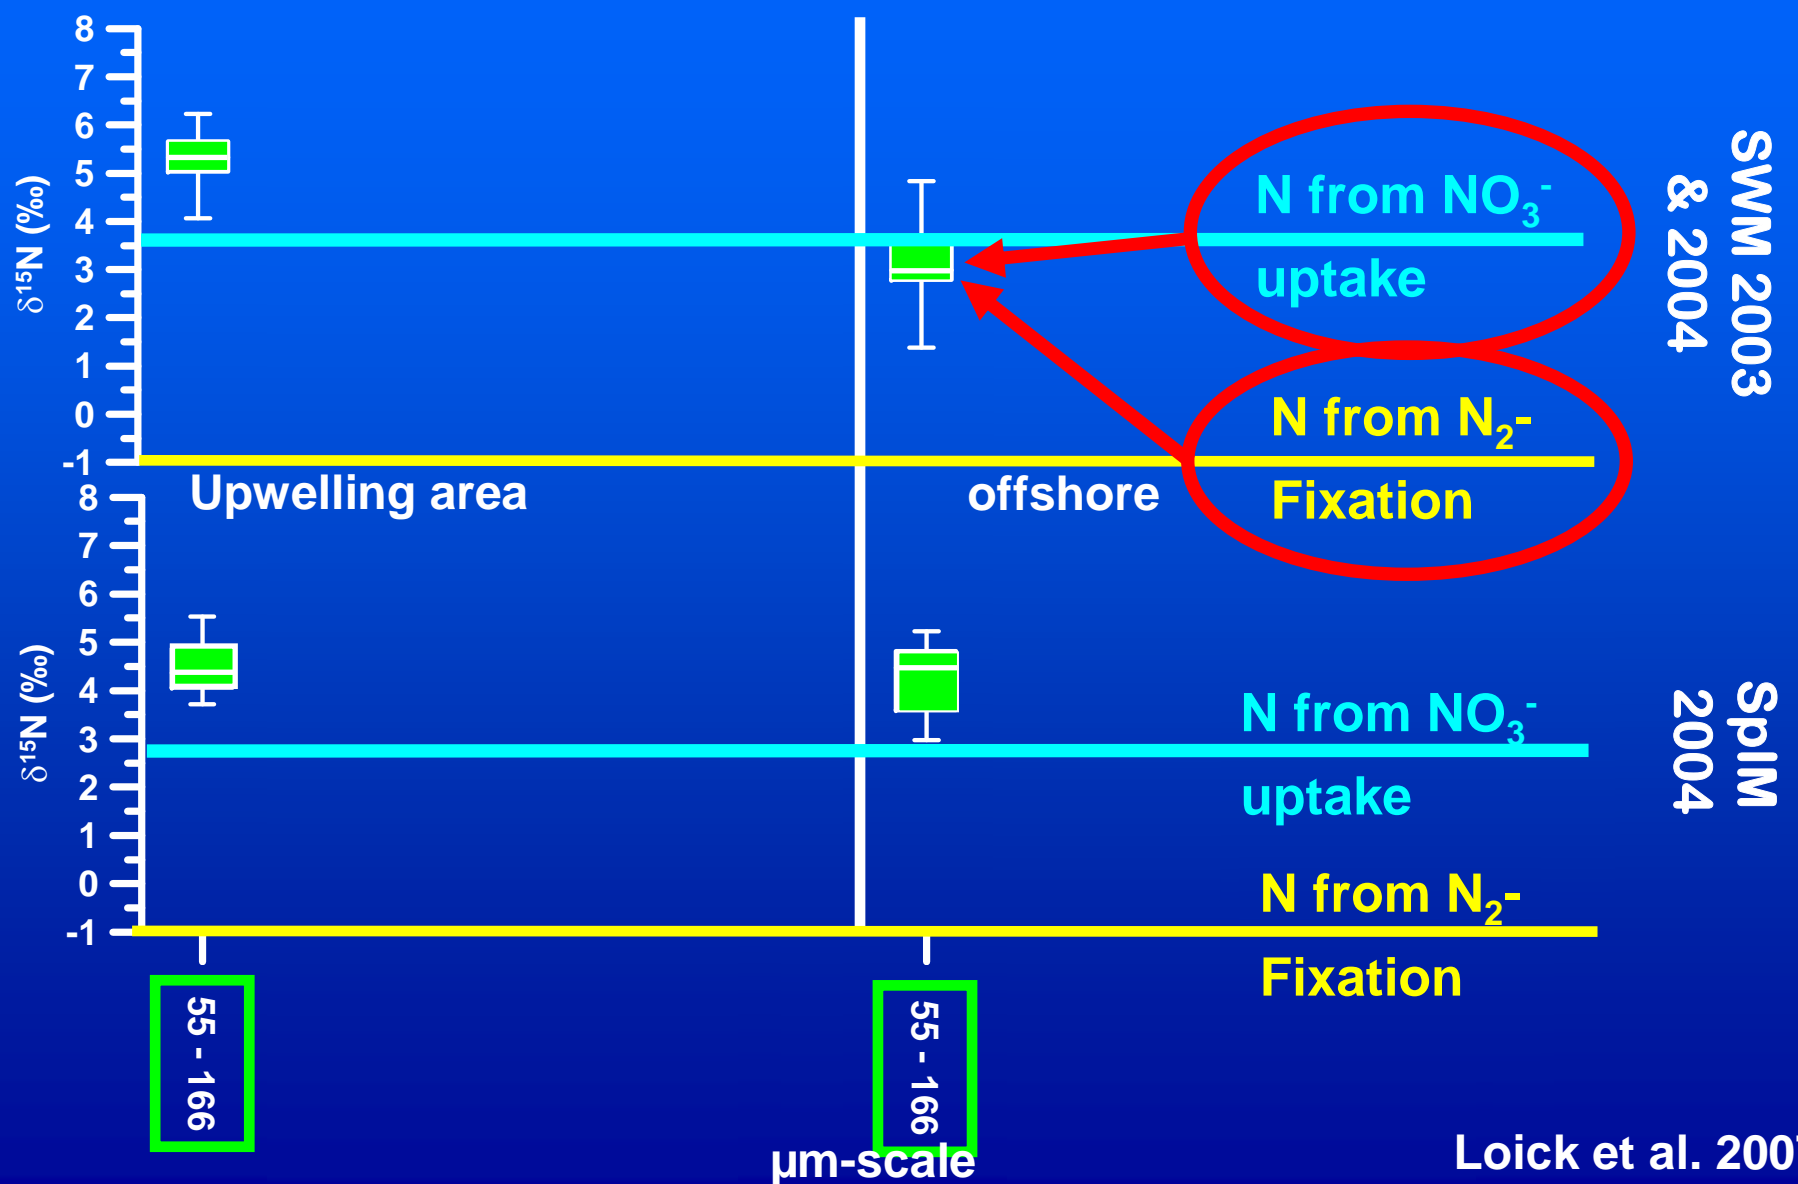 8
7
6
5
4
3
2
1
0
-1
δ¹⁵N (‰)
N from NO₃⁻
uptake
N from N₂-
Fixation
SWM 2003
& 2004
Upwelling area
offshore
8
7
6
5
4
3
2
1
0
-1
δ¹⁵N (‰)
N from NO₃⁻
uptake
N from N₂-
Fixation
SpIM
2004
55 - 166
55 - 166
µm-scale
Loick et al. 2007